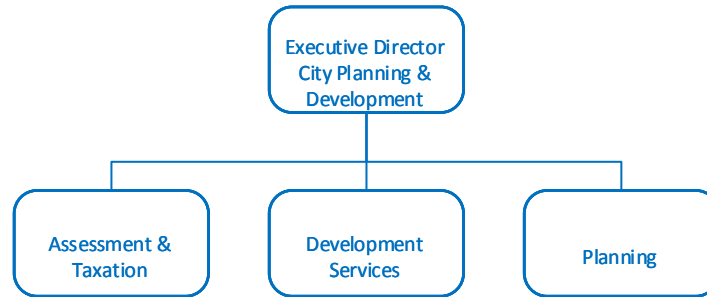 Executive Director
City Planning &
Development
Assessment &
Taxation
Development
Services
Planning